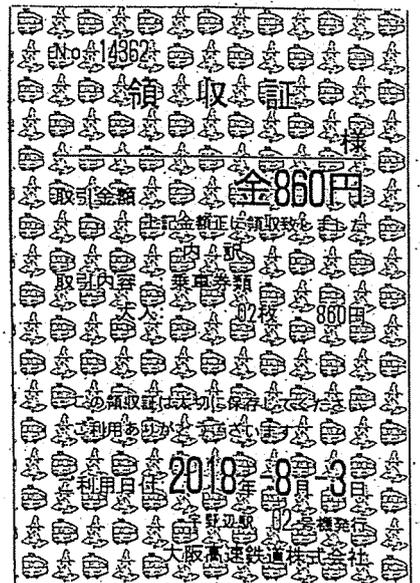 No. 14362
領収証
様
取引金額 金860円
上記金額正に領収致しました
内訳
取引内容：乗車券類
大人: 02枚 860円
この領収証は大切に保存してください
ご利用ありがとうございます
ご利用日付 2018年-8月-3日
宇野辺駅 02号機発行
大阪高速鉄道株式会社